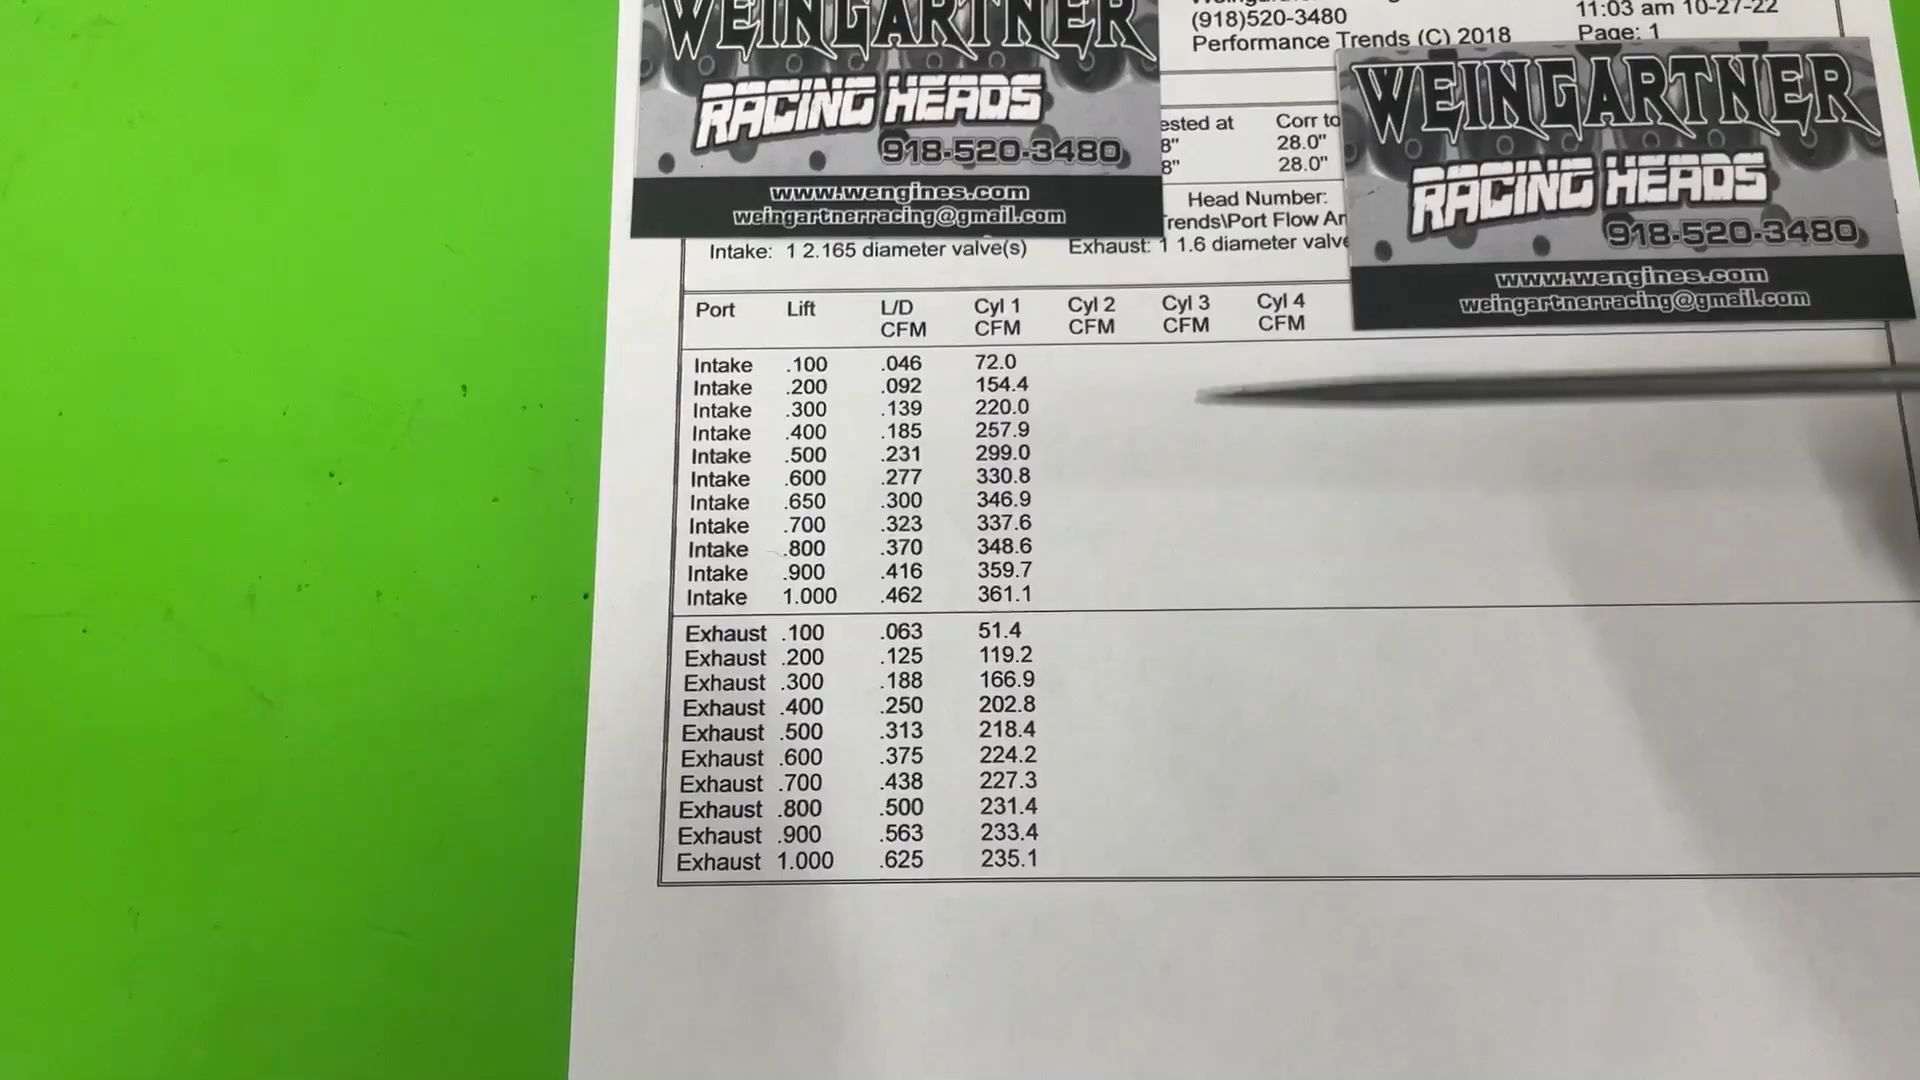 WEINGARTNER
RACING HEADS
918-520-3480
www.wengines.com
weingartnerracing@gmail.com
(918)520-3480
Performance Trends (C) 2018
11:03 am 10-27-22
Page: 1
WEINGARTNER
RACING HEADS
918-520-3480
www.wengines.com
weingartnerracing@gmail.com
ested at Corr to
8" 28.0"
8" 28.0"
Head Number:
rends\Port Flow An
Intake: 1 2.165 diameter valve(s) Exhaust: 1 1.6 diameter valve
Port Lift L/D Cyl 1 Cyl 2 Cyl 3 Cyl 4
CFM CFM CFM CFM CFM
Intake .100 .046 72.0
Intake .200 .092 154.4
Intake .300 .139 220.0
Intake .400 .185 257.9
Intake .500 .231 299.0
Intake .600 .277 330.8
Intake .650 .300 346.9
Intake .700 .323 337.6
Intake .800 .370 348.6
Intake .900 .416 359.7
Intake 1.000 .462 361.1
Exhaust .100 .063 51.4
Exhaust .200 .125 119.2
Exhaust .300 .188 166.9
Exhaust .400 .250 202.8
Exhaust .500 .313 218.4
Exhaust .600 .375 224.2
Exhaust .700 .438 227.3
Exhaust .800 .500 231.4
Exhaust .900 .563 233.4
Exhaust 1.000 .625 235.1